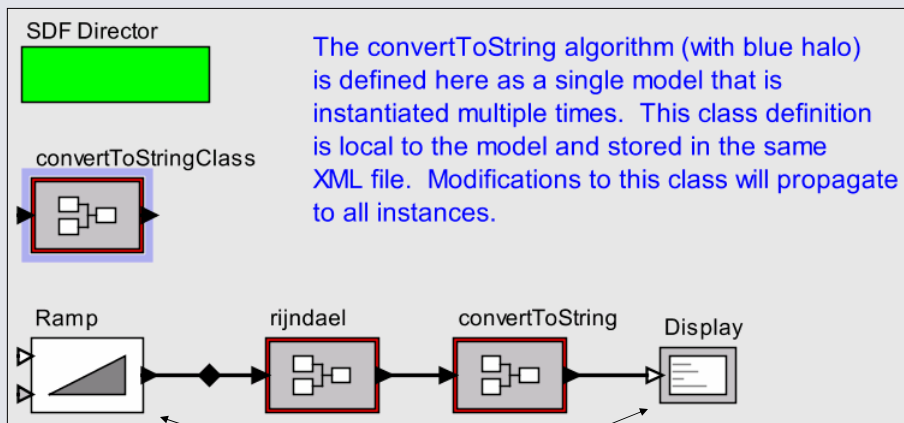 SDF Director
The convertToString algorithm (with blue halo)
is defined here as a single model that is
instantiated multiple times. This class definition
is local to the model and stored in the same
XML file. Modifications to this class will propagate
to all instances.
convertToStringClass
Ramp
rijndael
convertToString
Display